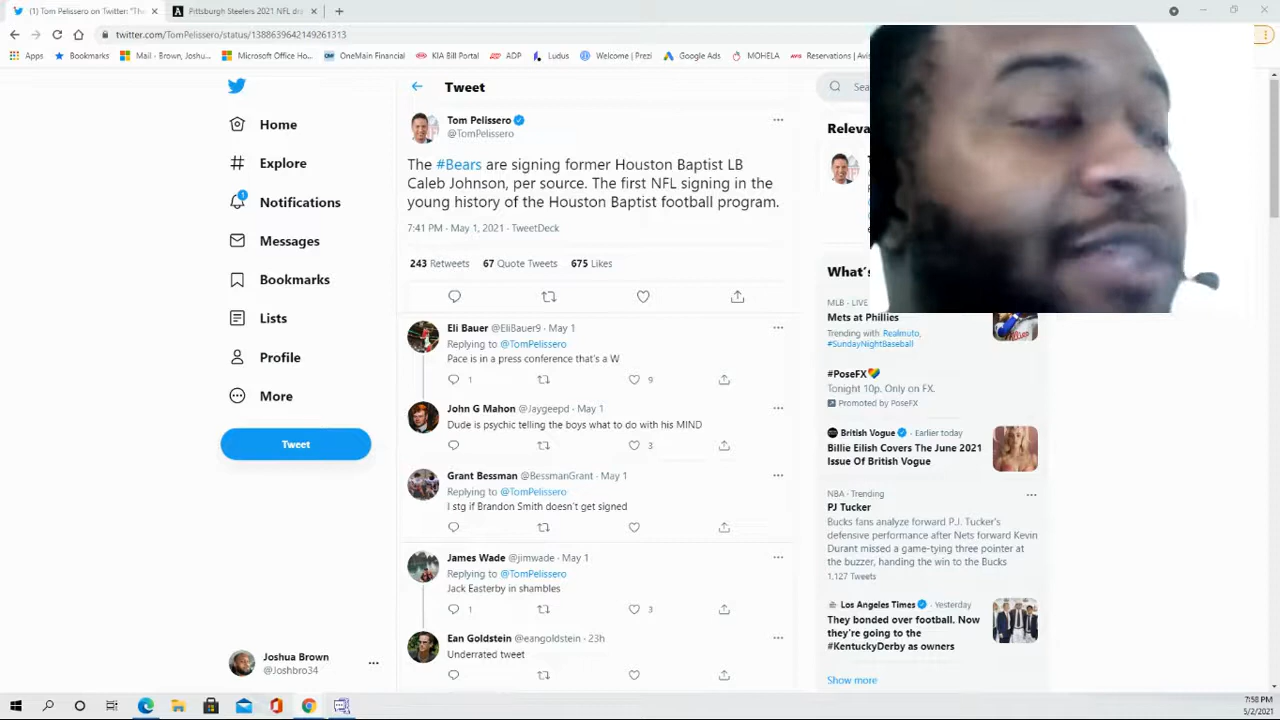 (1) Tom Pelissero on Twitter: "The
Pittsburgh Steelers 2021 NFL dra
twitter.com/TomPelissero/status/1388639642149261313
Apps
Bookmarks
Mail - Brown, Joshu...
Microsoft Office Ho...
OneMain Financial
KIA Bill Pay
ADP
Ludus
Welcome | Prezi
Google Ads
MOHELA
Reservations | Avis
Home
Explore
1
Notifications
Messages
Bookmarks
Lists
Profile
More
Tweet
Joshua Brown
@Joshbro34
Tweet
Tom Pelissero
@TomPelissero
The #Bears are signing former Houston Baptist LB
Caleb Johnson, per source. The first NFL signing in the
young history of the Houston Baptist football program.
7:41 PM · May 1, 2021 · TweetDeck
243 Retweets 67 Quote Tweets 675 Likes
Eli Bauer @EliBauer9 · May 1
Replying to @TomPelissero
Pace is in a press conference that's a W
1 9
John G Mahon @Jaygeepd · May 1
Dude is psychic telling the boys what to do with his MIND
3
Grant Bessman @BessmanGrant · May 1
Replying to @TomPelissero
I stg if Brandon Smith doesn't get signed
James Wade @jimwade · May 1
Replying to @TomPelissero
Jack Easterby in shambles
1 3
Ean Goldstein @eangoldstein · 23h
Underrated tweet
Sea
Releva
What's
MLB · LIVE
Mets at Phillies
Trending with Realmuto,
#SundayNightBaseball
#PoseFX
Tonight 10p. Only on FX.
Promoted by PoseFX
British Vogue · Earlier today
Billie Eilish Covers The June 2021
Issue Of British Vogue
NBA · Trending
PJ Tucker
Bucks fans analyze forward P.J. Tucker's
defensive performance after Nets forward Kevin
Durant missed a game-tying three pointer at
the buzzer, handing the win to the Bucks
1,127 Tweets
Los Angeles Times · Yesterday
They bonded over football. Now
they're going to the
#KentuckyDerby as owners
Show more
7:58 PM
5/2/2021